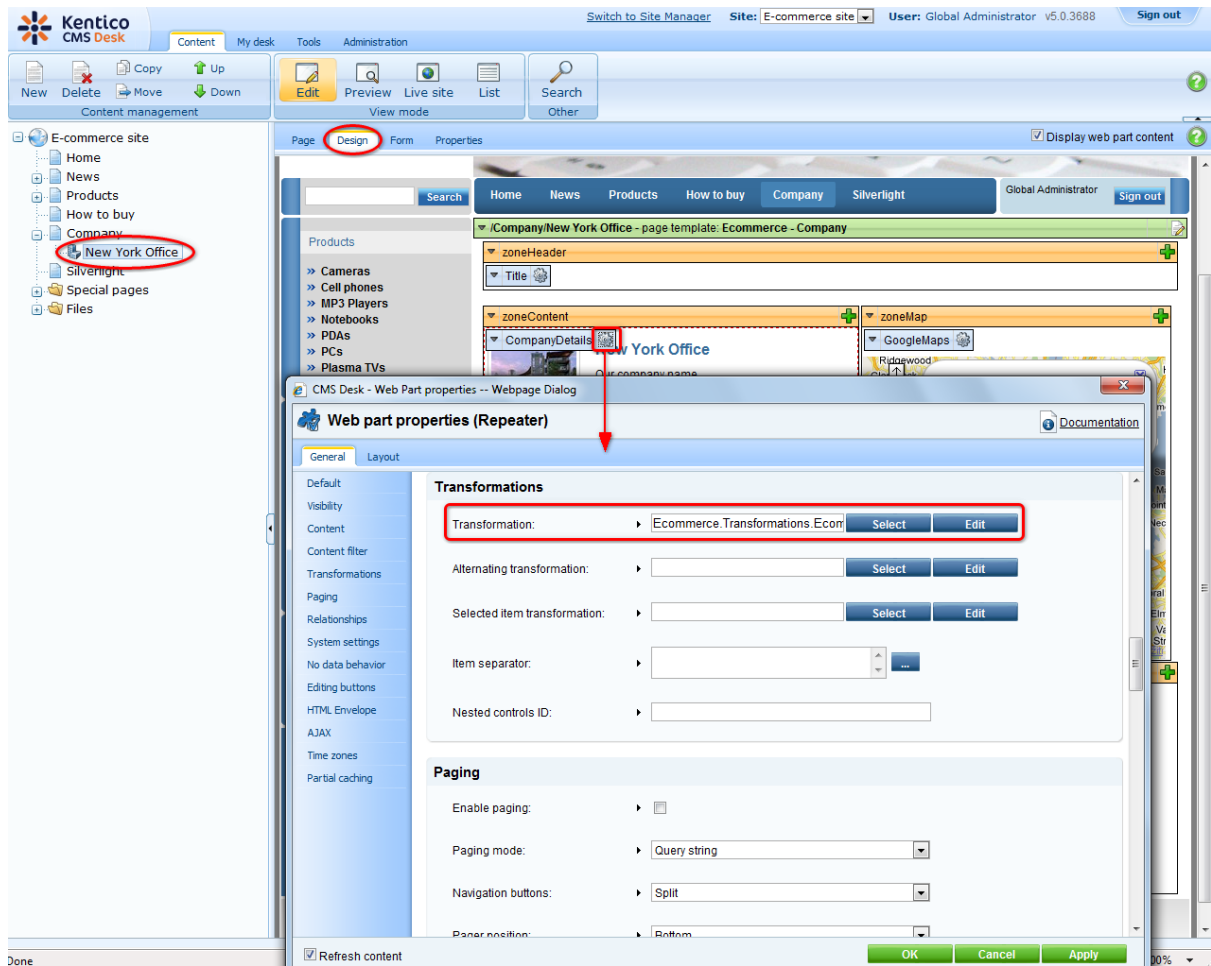 Kentico
CMS Desk
Switch to Site Manager Site: E-commerce site User: Global Administrator v5.0.3688 Sign out
Content My desk Tools Administration
New Delete Copy Move Up Down
Content management
Edit Preview Live site List
View mode
Search
Other
E-commerce site
Home
News
Products
How to buy
Company
New York Office
Silverlight
Special pages
Files
Page Design Form Properties
Display web part content
Search
Home News Products How to buy Company Silverlight
Global Administrator
Sign out
Products
» Cameras
» Cell phones
» MP3 Players
» Notebooks
» PDAs
» PCs
» Plasma TVs
/Company/New York Office - page template: Ecommerce - Company
zoneHeader
Title
zoneContent
CompanyDetails
New York Office
Our company name
zoneMap
GoogleMaps
Ridgewood
CMS Desk - Web Part properties -- Webpage Dialog
Web part properties (Repeater)
Documentation
General Layout
Default
Visibility
Content
Content filter
Transformations
Paging
Relationships
System settings
No data behavior
Editing buttons
HTML Envelope
AJAX
Time zones
Partial caching
Transformations
Transformation: Ecommerce.Transformations.Ecom Select Edit
Alternating transformation: Select Edit
Selected item transformation: Select Edit
Item separator: ...
Nested controls ID:
Paging
Enable paging:
Paging mode: Query string
Navigation buttons: Split
Pager position: Bottom
Refresh content
OK Cancel Apply
Done